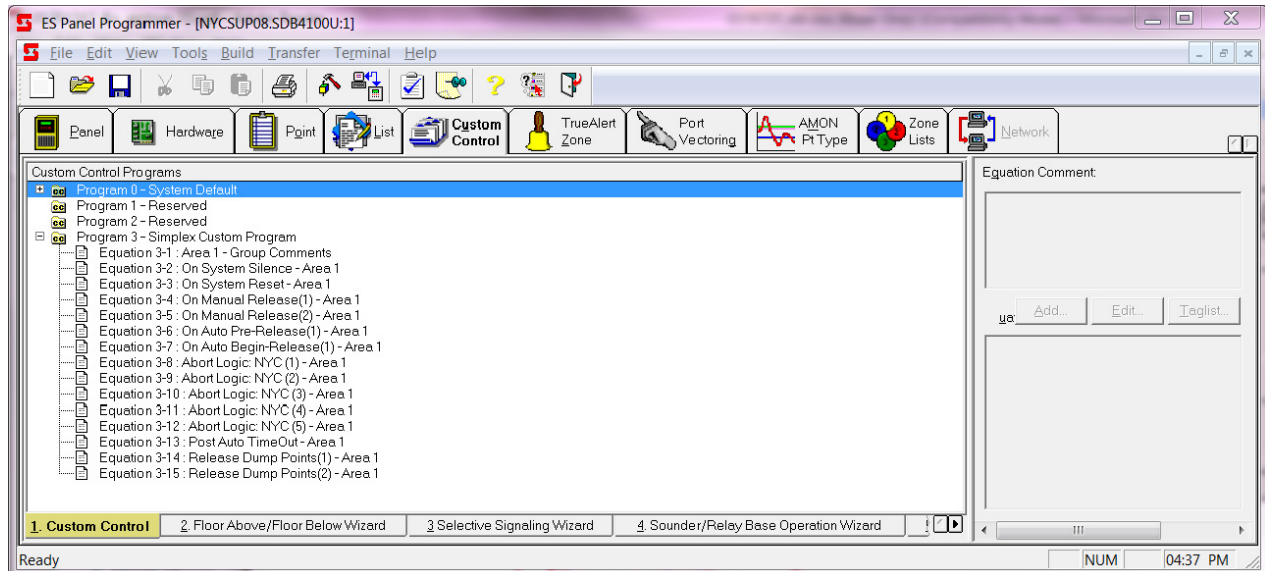 ES Panel Programmer - [NYCSUP08.SDB4100U:1]
File Edit View Tools Build Transfer Terminal Help
Panel Hardware Point List Custom Control TrueAlert Zone Port Vectoring AMON Pt Type Zone Lists Network
Custom Control Programs
Program 0 - System Default
Program 1 - Reserved
Program 2 - Reserved
Program 3 - Simplex Custom Program
Equation 3-1 : Area 1 - Group Comments
Equation 3-2 : On System Silence - Area 1
Equation 3-3 : On System Reset - Area 1
Equation 3-4 : On Manual Release(1) - Area 1
Equation 3-5 : On Manual Release(2) - Area 1
Equation 3-6 : On Auto Pre-Release(1) - Area 1
Equation 3-7 : On Auto Begin-Release(1) - Area 1
Equation 3-8 : Abort Logic: NYC (1) - Area 1
Equation 3-9 : Abort Logic: NYC (2) - Area 1
Equation 3-10 : Abort Logic: NYC (3) - Area 1
Equation 3-11 : Abort Logic: NYC (4) - Area 1
Equation 3-12 : Abort Logic: NYC (5) - Area 1
Equation 3-13 : Post Auto TimeOut - Area 1
Equation 3-14 : Release Dump Points(1) - Area 1
Equation 3-15 : Release Dump Points(2) - Area 1
Equation Comment:
Add... Edit... Taglist...
1. Custom Control 2. Floor Above/Floor Below Wizard 3 Selective Signaling Wizard 4. Sounder/Relay Base Operation Wizard
Ready NUM 04:37 PM